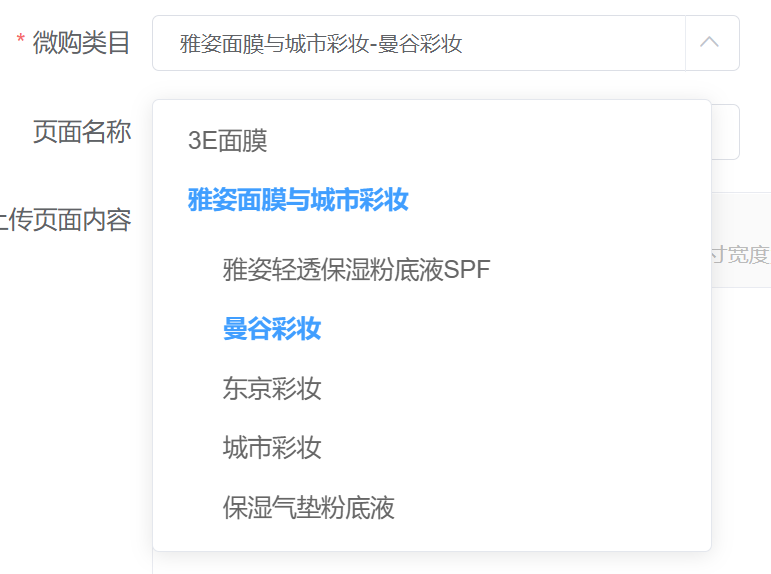 * 微购类目
雅姿面膜与城市彩妆-曼谷彩妆
页面名称
3E面膜
雅姿面膜与城市彩妆
上传页面内容
寸宽度
雅姿轻透保湿粉底液SPF
曼谷彩妆
东京彩妆
城市彩妆
保湿气垫粉底液